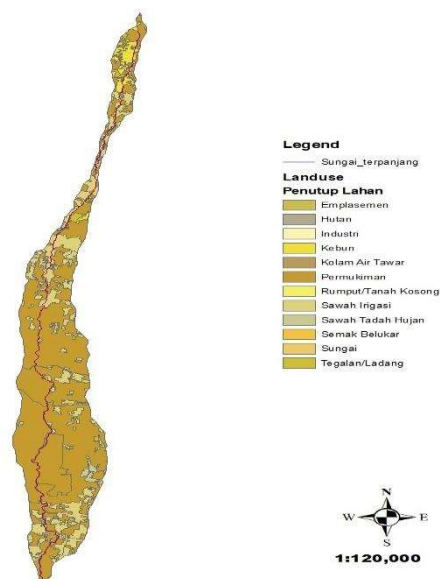 Legend
Sungai_terpanjang
Landuse
Penutup Lahan
Emplasemen
Hutan
Industri
Kebun
Kolam Air Tawar
Permukiman
Rumput/Tanah Kosong
Sawah Irigasi
Sawah Tadah Hujan
Semak Belukar
Sungai
Tegalan/Ladang
N
W E
S
1:120,000